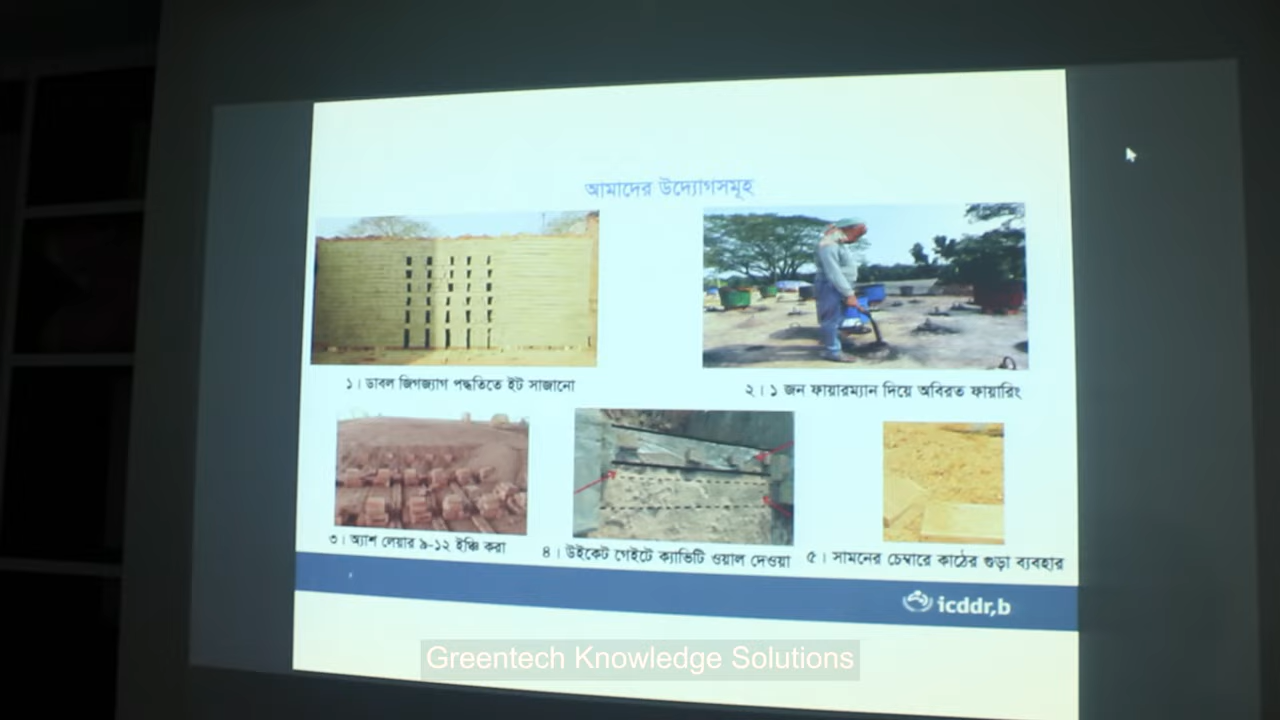 আমাদের উদ্যোগসমূহ
১। ডাবল জিগজ্যাগ পদ্ধতিতে ইট সাজানো
২। ১ জন ফায়ারম্যান দিয়ে অবিরত ফায়ারিং
৩। অ্যাশ লেয়ার ৯-১২ ইঞ্চি করা
৪। উইকেট গেইটে ক্যাভিটি ওয়াল দেওয়া
৫। সামনের চেম্বারে কাঠের গুড়া ব্যবহার
icddr,b
Greentech Knowledge Solutions